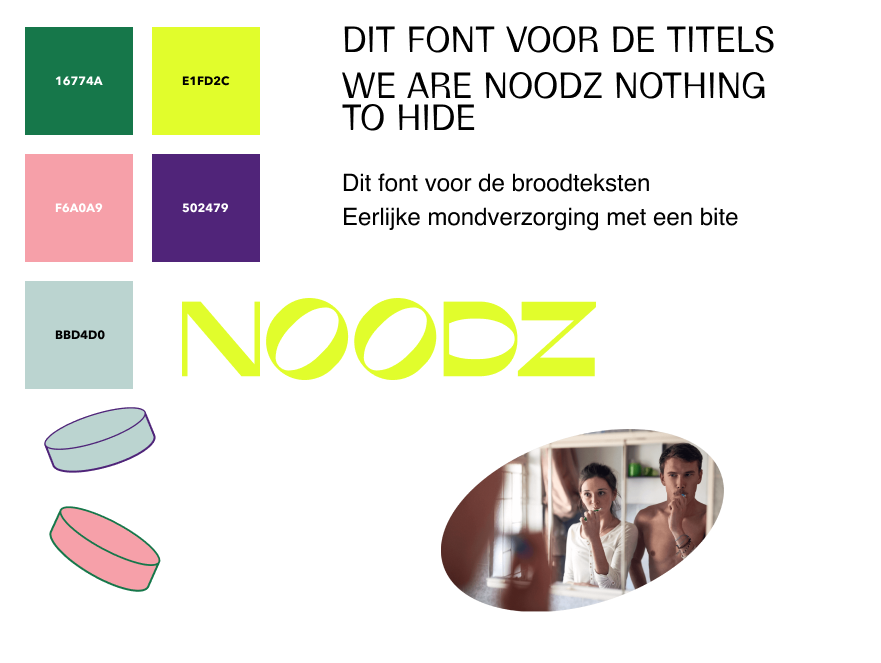 16774A
E1FD2C
DIT FONT VOOR DE TITELS
WE ARE NOODZ NOTHING
TO HIDE
F6A0A9
502479
Dit font voor de broodteksten
Eerlijke mondverzorging met een bite
BBD4D0
NOODZ